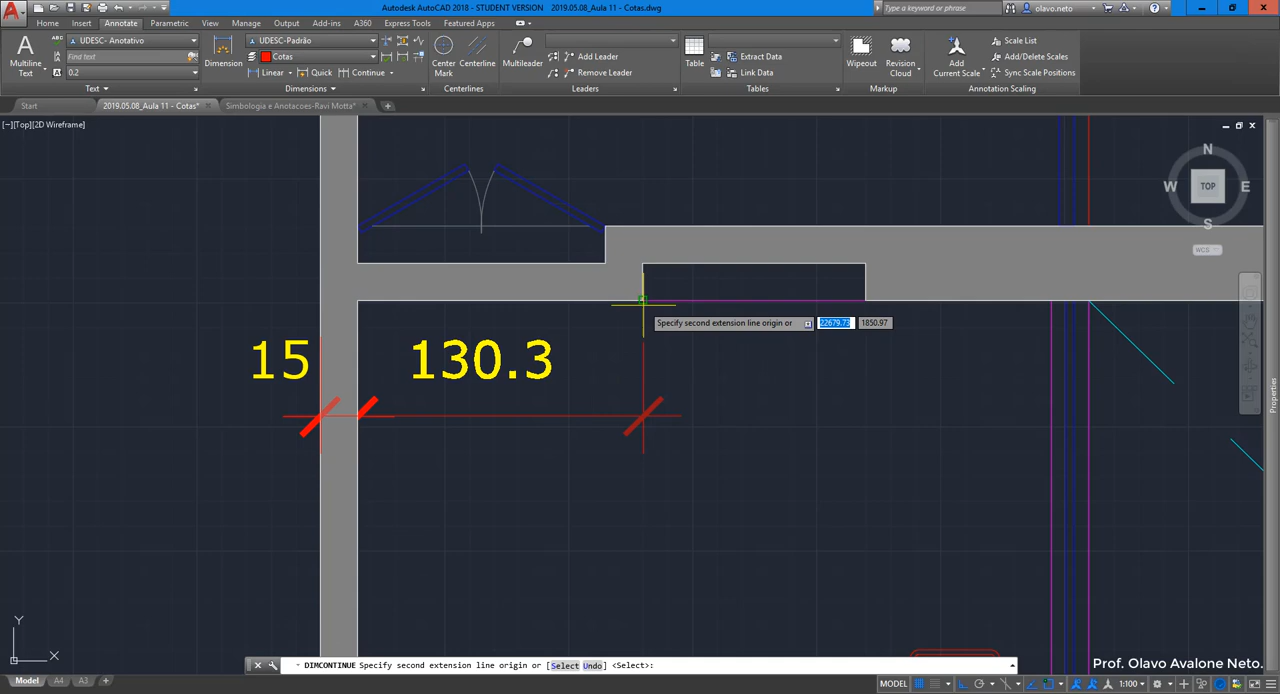 Autodesk AutoCAD 2018 - STUDENT VERSION 2019.05.08_Aula 11 - Cotas.dwg
Type a keyword or phrase
olavo.neto
Home Insert Annotate Parametric View Manage Output Add-ins A360 Express Tools Featured Apps
UDESC- Anotativo
UDESC-Padrão
Scale List
Find text
Cotas
Add Leader
Extract Data
Add/Delete Scales
Multiline
Text
0.2
Dimension
Linear
Quick
Continue
Center
Mark
Centerline
Multileader
Remove Leader
Table
Link Data
Wipeout
Revision
Cloud
Add
Current Scale
Sync Scale Positions
Text
Dimensions
Centerlines
Leaders
Tables
Markup
Annotation Scaling
Start
2019.05.08_Aula 11 - Cotas*
Simbologia e Anotacoes-Ravi Motta*
[−][Top][2D Wireframe]
N
W
TOP
E
S
WCS
Specify second extension line origin or 22679.73 1850.97
15
130.3
Properties
Y
X
DIMCONTINUE Specify second extension line origin or [Select Undo] <Select>:
Prof. Olavo Avalone Neto.
Model A4 A3
MODEL
1:100